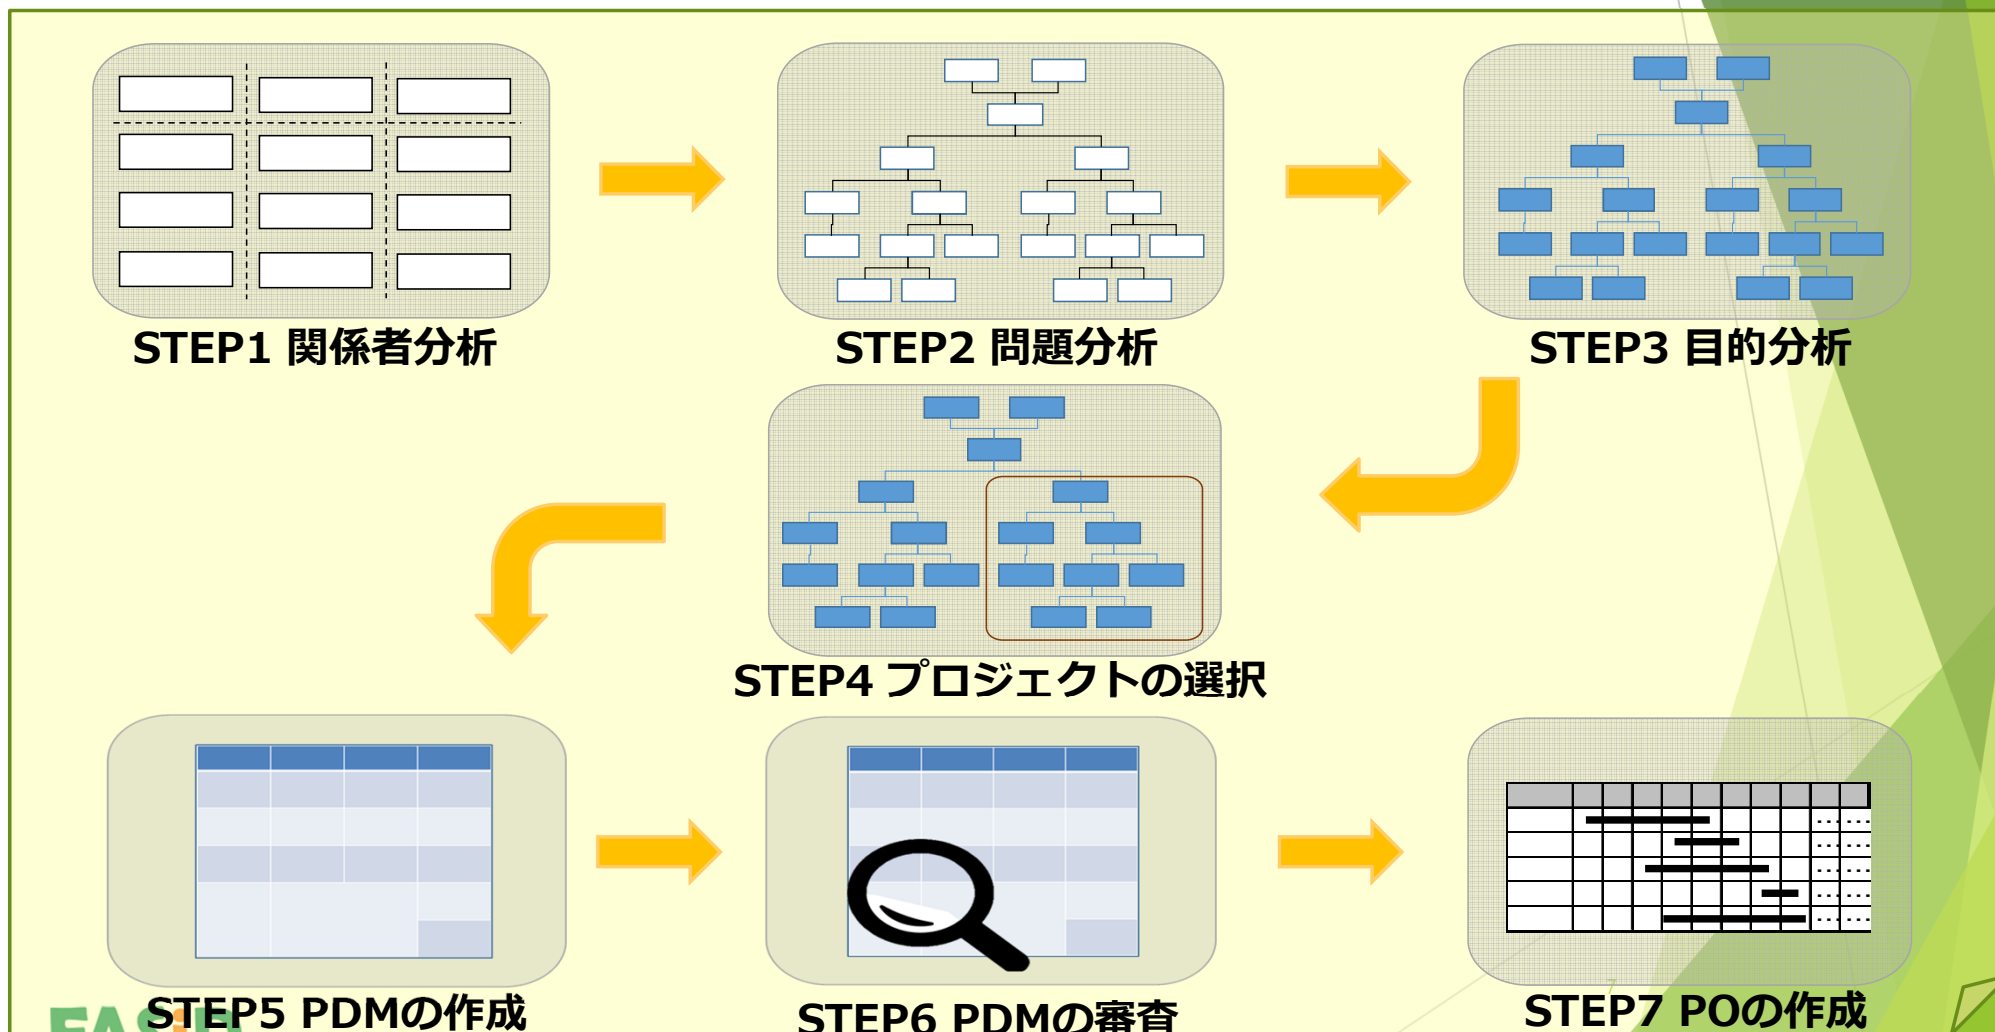 STEP1 関係者分析
STEP2 問題分析
STEP3 目的分析
STEP4 プロジェクトの選択
STEP5 PDMの作成
STEP6 PDMの審査
STEP7 POの作成
7